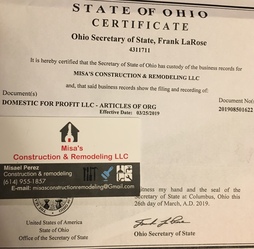 STATE OF OHIO
CERTIFICATE
Ohio Secretary of State, Frank LaRose
4311711
It is hereby certified that the Secretary of State of Ohio has custody of the business records for
MISA'S CONSTRUCTION & REMODELING LLC
and, that said business records show the filing and recording of:
Document(s) Document No(s)
DOMESTIC FOR PROFIT LLC - ARTICLES OF ORG 201908501622
Effective Date: 03/25/2019
Misa's
Construction & Remodeling LLC
Misael Perez
Construction & Remodeling
(614) 955-1857
E-mail: misasconstruccionremodeling@Gmail.com
Witness my hand and the seal of the
Secretary of State at Columbus, Ohio this
26th day of March, A.D. 2019.
United States of America
State of Ohio
Office of the Secretary of State
Ohio Secretary of State